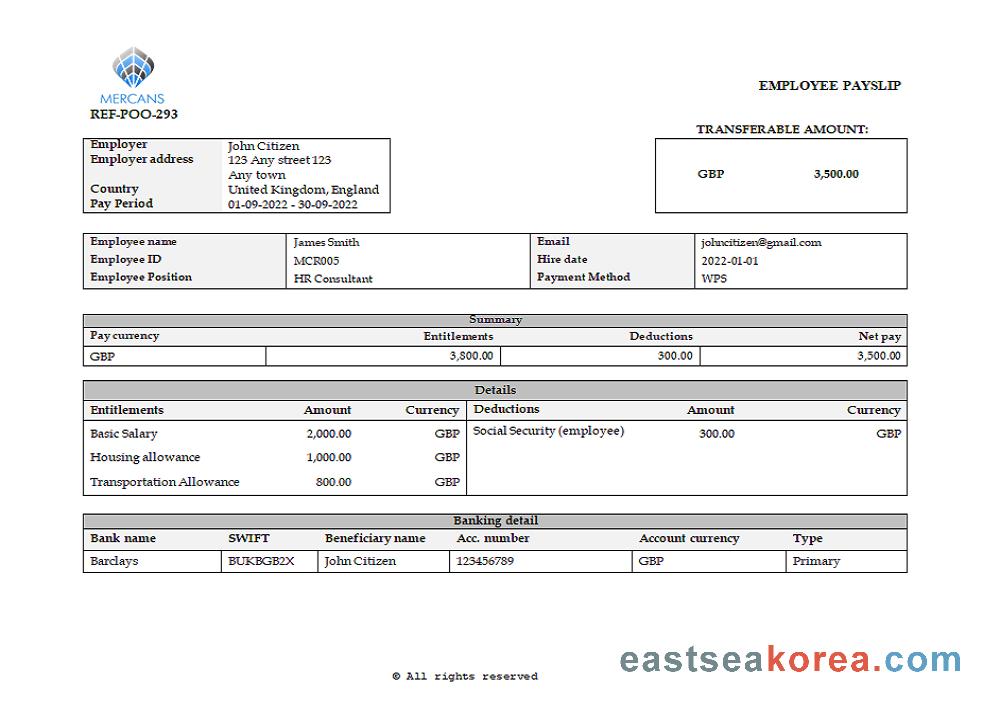 MERCANS
REF-POO-293
EMPLOYEE PAYSLIP
TRANSFERABLE AMOUNT:
Employer John Citizen
Employer address 123 Any street 123
Any town
Country United Kingdom, England
Pay Period 01-09-2022 - 30-09-2022
GBP 3,500.00
Employee name James Smith Email johncitizen@gmail.com
Employee ID MCR005 Hire date 2022-01-01
Employee Position HR Consultant Payment Method WPS
Summary
Pay currency Entitlements Deductions Net pay
GBP 3,800.00 300.00 3,500.00
Details
Entitlements Amount Currency Deductions Amount Currency
Basic Salary 2,000.00 GBP Social Security (employee) 300.00 GBP
Housing allowance 1,000.00 GBP
Transportation Allowance 800.00 GBP
Banking detail
Bank name SWIFT Beneficiary name Acc. number Account currency Type
Barclays BUKBGB2X John Citizen 123456789 GBP Primary
eastseakorea.com
© All rights reserved